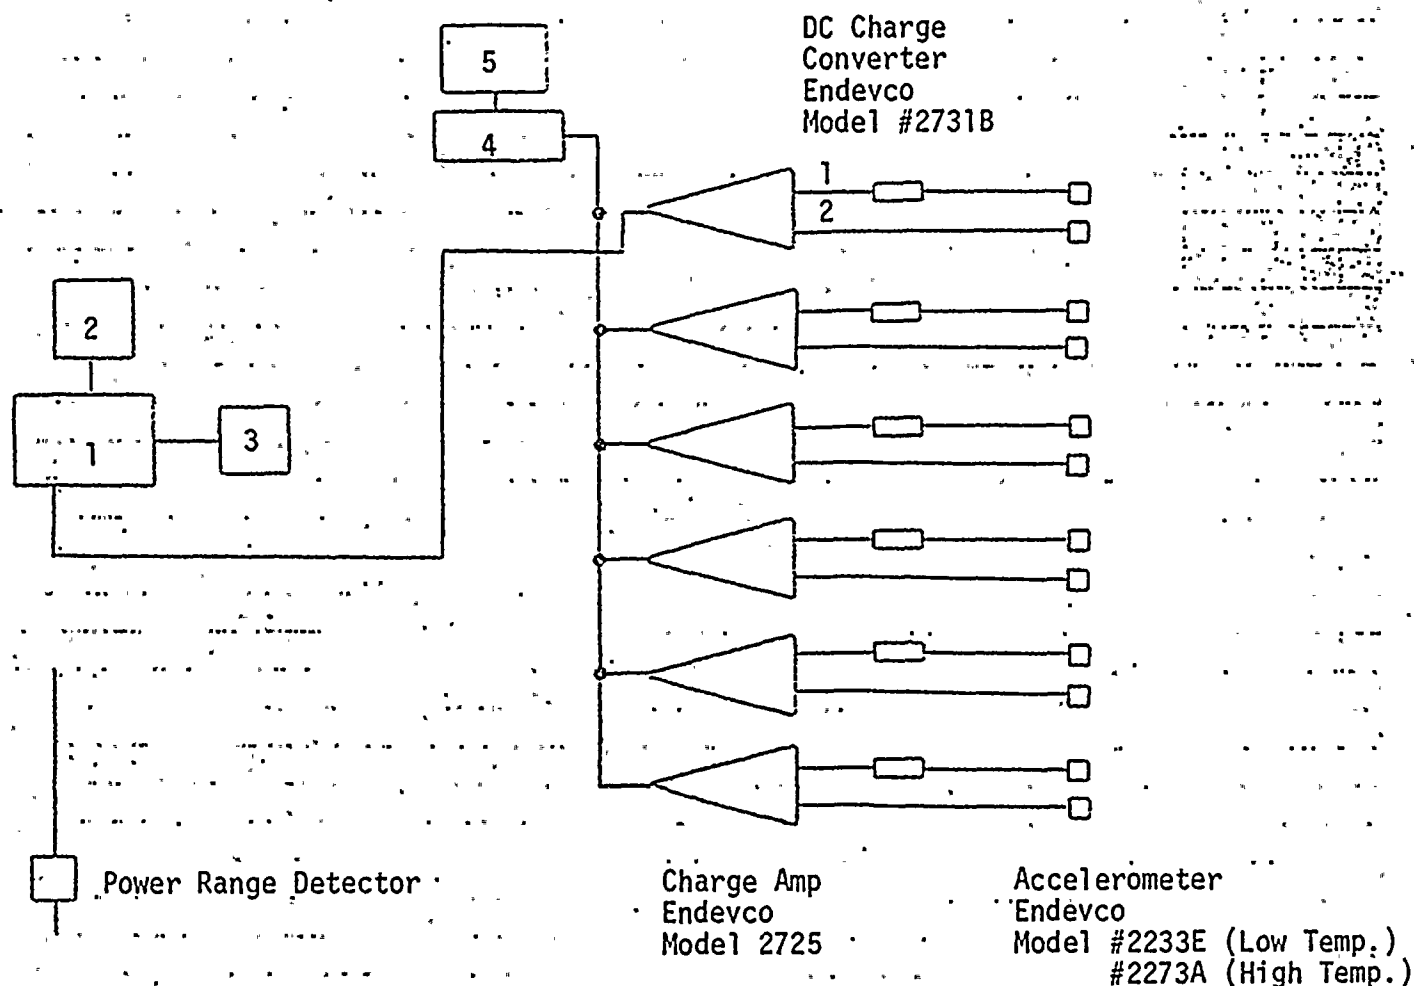 DC Charge
Converter
Endevco
Model #2731B
5
4
1
2
2
1
3
Power Range Detector
Charge Amp
Endevco
Model 2725
Accelerometer
Endevco
Model #2233E (Low Temp.)
#2273A (High Temp.)